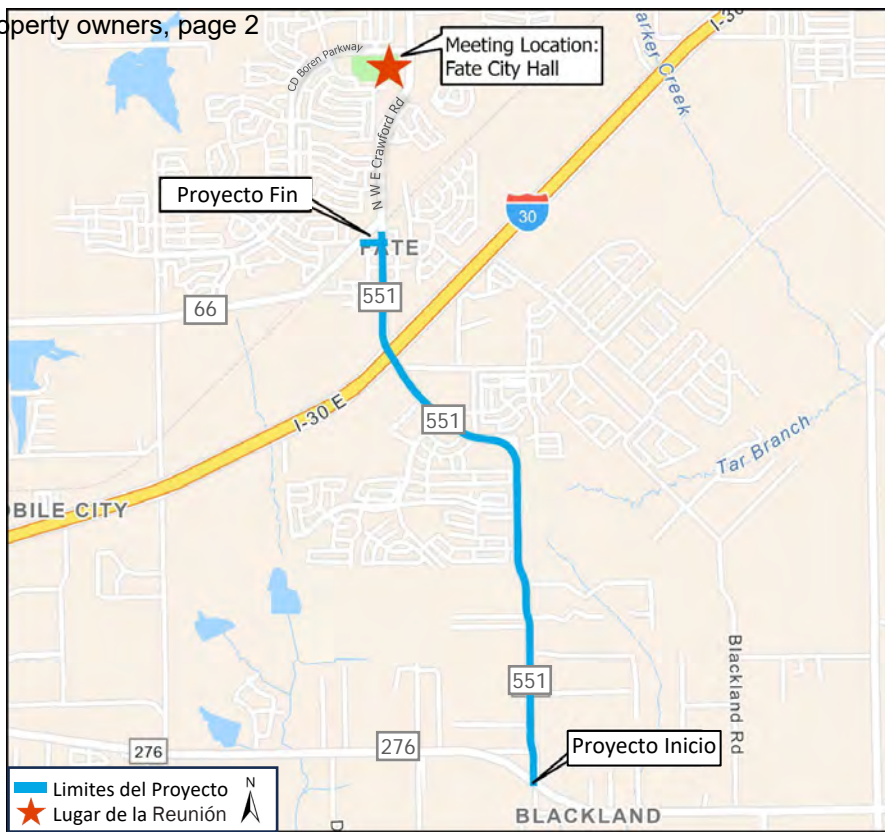 operty owners, page 2
I-30
arker Creek
Meeting Location:
Fate City Hall
CD Boren Parkway
N W E Crawford Rd
Proyecto Fin
30
FATE
551
66
551
I-30 E
Tar Branch
OBILE CITY
Blackland Rd
551
276
276
Proyecto Inicio
Limites del Proyecto
N
Lugar de la Reunión
BLACKLAND
D